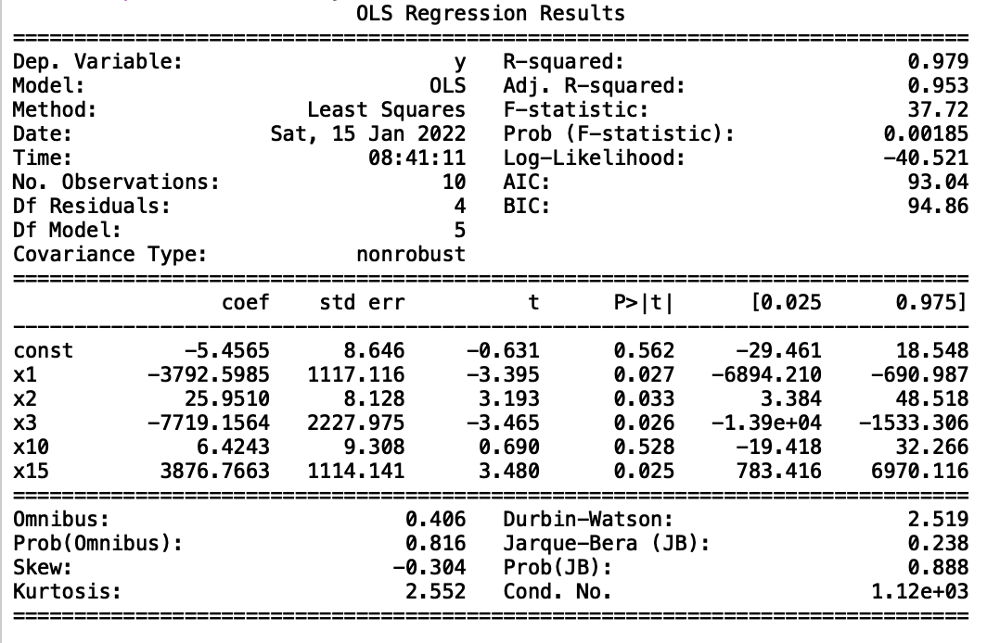 OLS Regression Results
==============================================================================
Dep. Variable: y R-squared: 0.979
Model: OLS Adj. R-squared: 0.953
Method: Least Squares F-statistic: 37.72
Date: Sat, 15 Jan 2022 Prob (F-statistic): 0.00185
Time: 08:41:11 Log-Likelihood: -40.521
No. Observations: 10 AIC: 93.04
Df Residuals: 4 BIC: 94.86
Df Model: 5
Covariance Type: nonrobust
==============================================================================
coef std err t P>|t| [0.025 0.975]
------------------------------------------------------------------------------
const -5.4565 8.646 -0.631 0.562 -29.461 18.548
x1 -3792.5985 1117.116 -3.395 0.027 -6894.210 -690.987
x2 25.9510 8.128 3.193 0.033 3.384 48.518
x3 -7719.1564 2227.975 -3.465 0.026 -1.39e+04 -1533.306
x10 6.4243 9.308 0.690 0.528 -19.418 32.266
x15 3876.7663 1114.141 3.480 0.025 783.416 6970.116
==============================================================================
Omnibus: 0.406 Durbin-Watson: 2.519
Prob(Omnibus): 0.816 Jarque-Bera (JB): 0.238
Skew: -0.304 Prob(JB): 0.888
Kurtosis: 2.552 Cond. No. 1.12e+03
==============================================================================